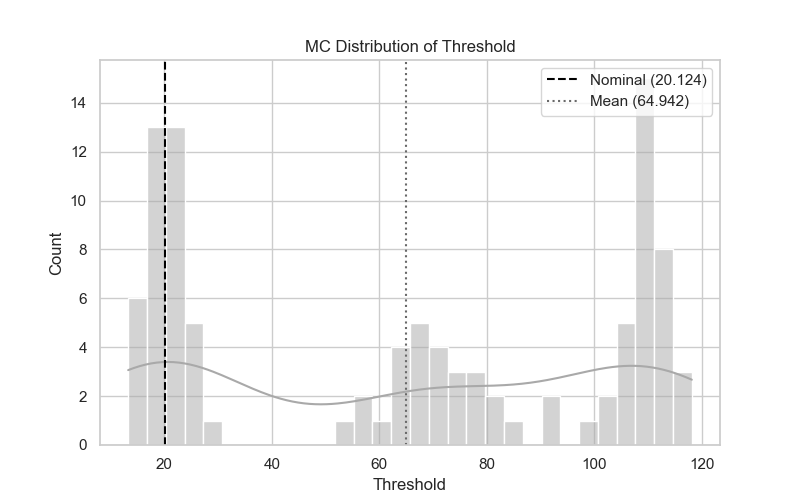 MC Distribution of Threshold
Nominal (20.124)
Mean (64.942)
14
12
10
8
6
4
2
0
Count
20
40
60
80
100
120
Threshold